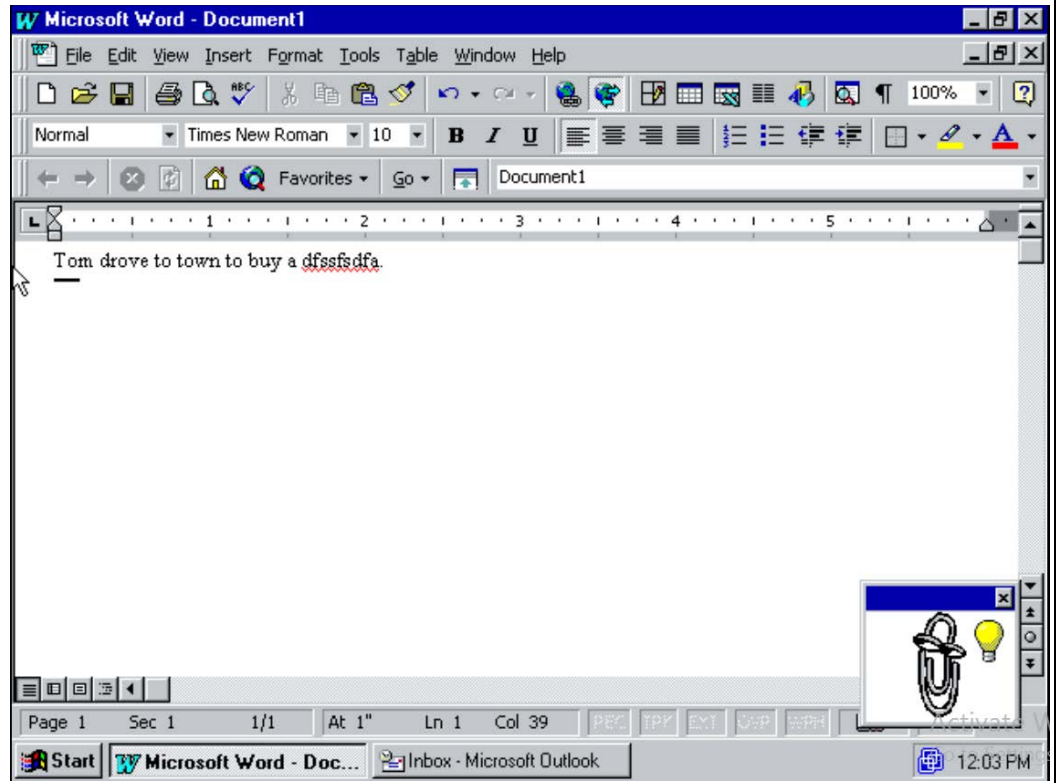 Microsoft Word - Document1
File Edit View Insert Format Tools Table Window Help
ABC 100%
Normal Times New Roman 10 B I U A
Favorites Go Document1
1 2 3 4 5
Tom drove to town to buy a dfssfsdfa.
Page 1 Sec 1 1/1 At 1" Ln 1 Col 39 REC TRK EXT OVR WPH
Activate
Start Microsoft Word - Doc... Inbox - Microsoft Outlook 12:03 PM